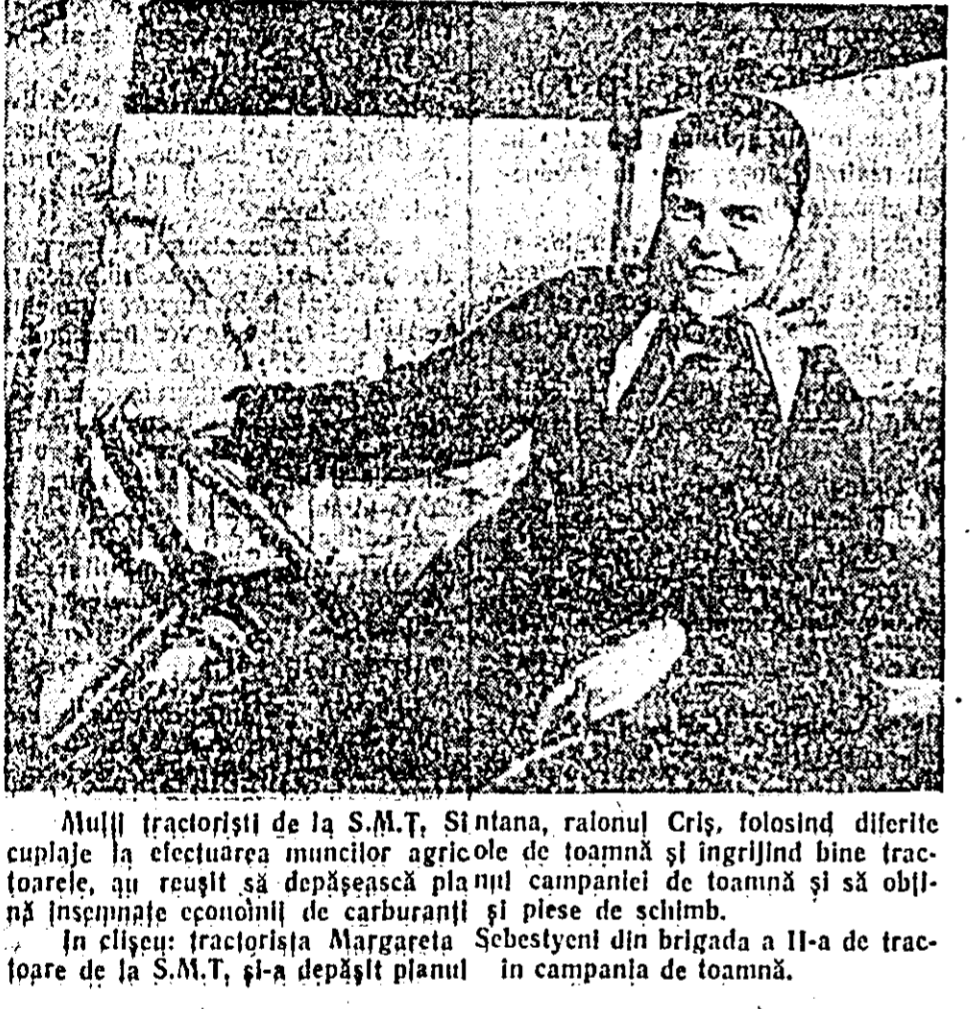 Mulți tractoriști de la S.M.T. Sîntana, raionul Criș, folosind diferite
cuplaje la efectuarea muncilor agricole de toamnă și îngrijind bine trac-
toarele, au reușit să depășească planul campaniei de toamnă și să obți-
nă însemnate economii de carburanți și piese de schimb.
In clișeu: tractorista Margareta Sebestyeni din brigada a II-a de trac-
toare de la S.M.T. și-a depășit planul în campania de toamnă.